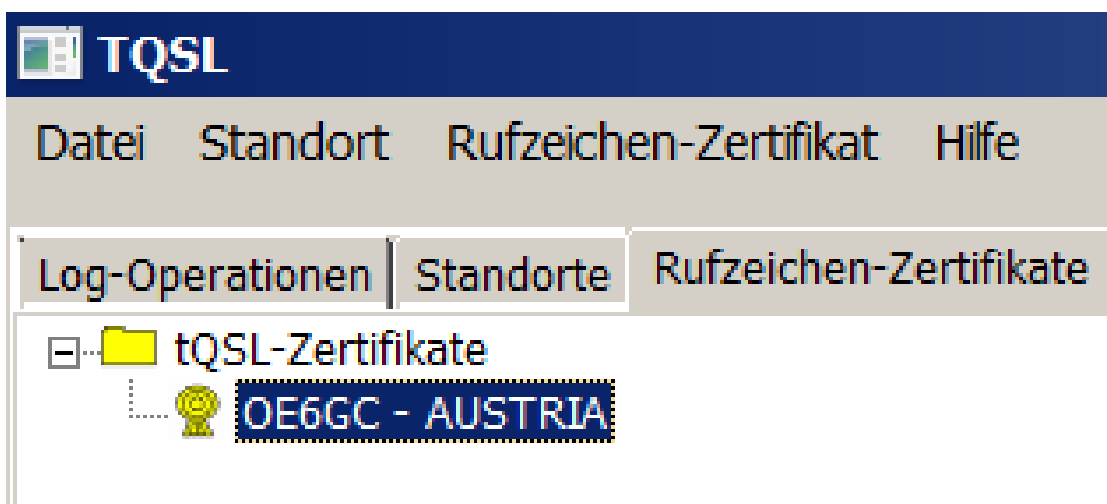 TQSL
Datei Standort Rufzeichen-Zertifikat Hilfe
Log-Operationen Standorte Rufzeichen-Zertifikate
tQSL-Zertifikate
OE6GC - AUSTRIA